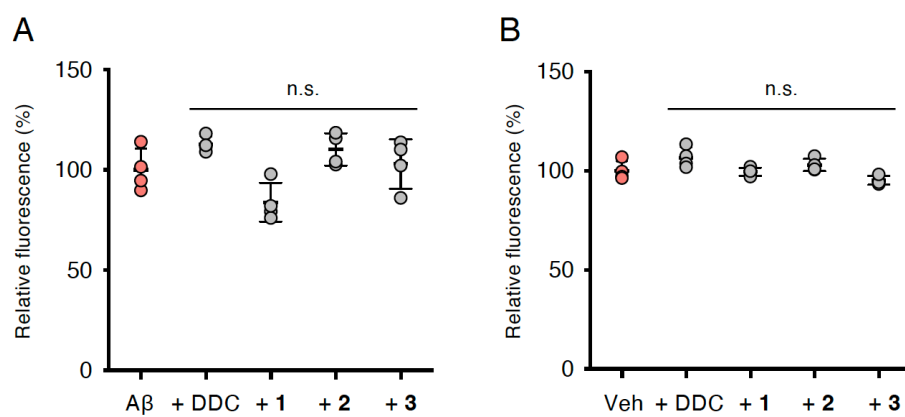 A
Relative fluorescence (%)
150
100
50
0
n.s.
Aβ + DDC + 1 + 2 + 3
B
Relative fluorescence (%)
150
100
50
0
n.s.
Veh + DDC + 1 + 2 + 3